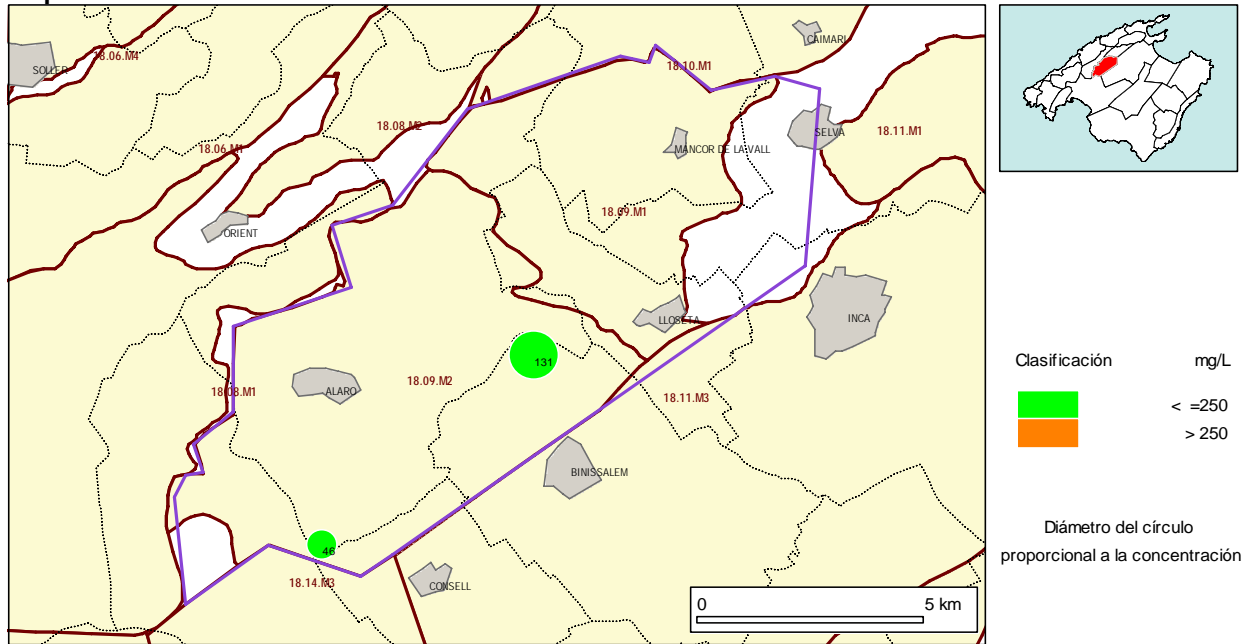 CAIMARI
SOLLER
18.06.M4
18.10.M1
18.08.M2
SELVA
18.11.M1
18.06.M1
MANCOR DE LA VALL
18.09.M1
ORIENT
LLOSETA
INCA
131
Clasificación mg/L
ALARO
18.09.M2
18.08.M1
18.11.M3
< =250
> 250
BINISSALEM
Diámetro del círculo
proporcional a la concentración
46
18.14.M3
CONSELL
0 5 km